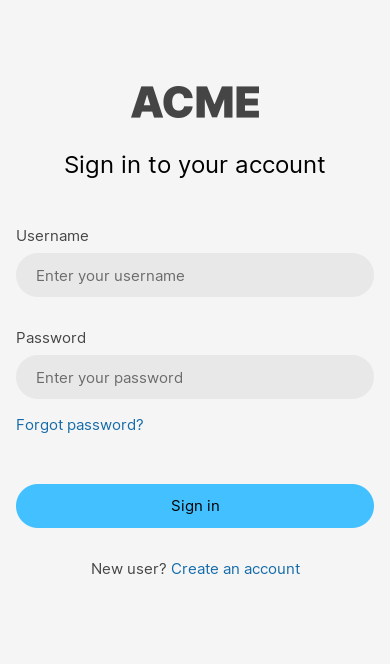 ACME
Sign in to your account
Username
Enter your username
Password
Enter your password
Forgot password?
Sign in
New user? Create an account